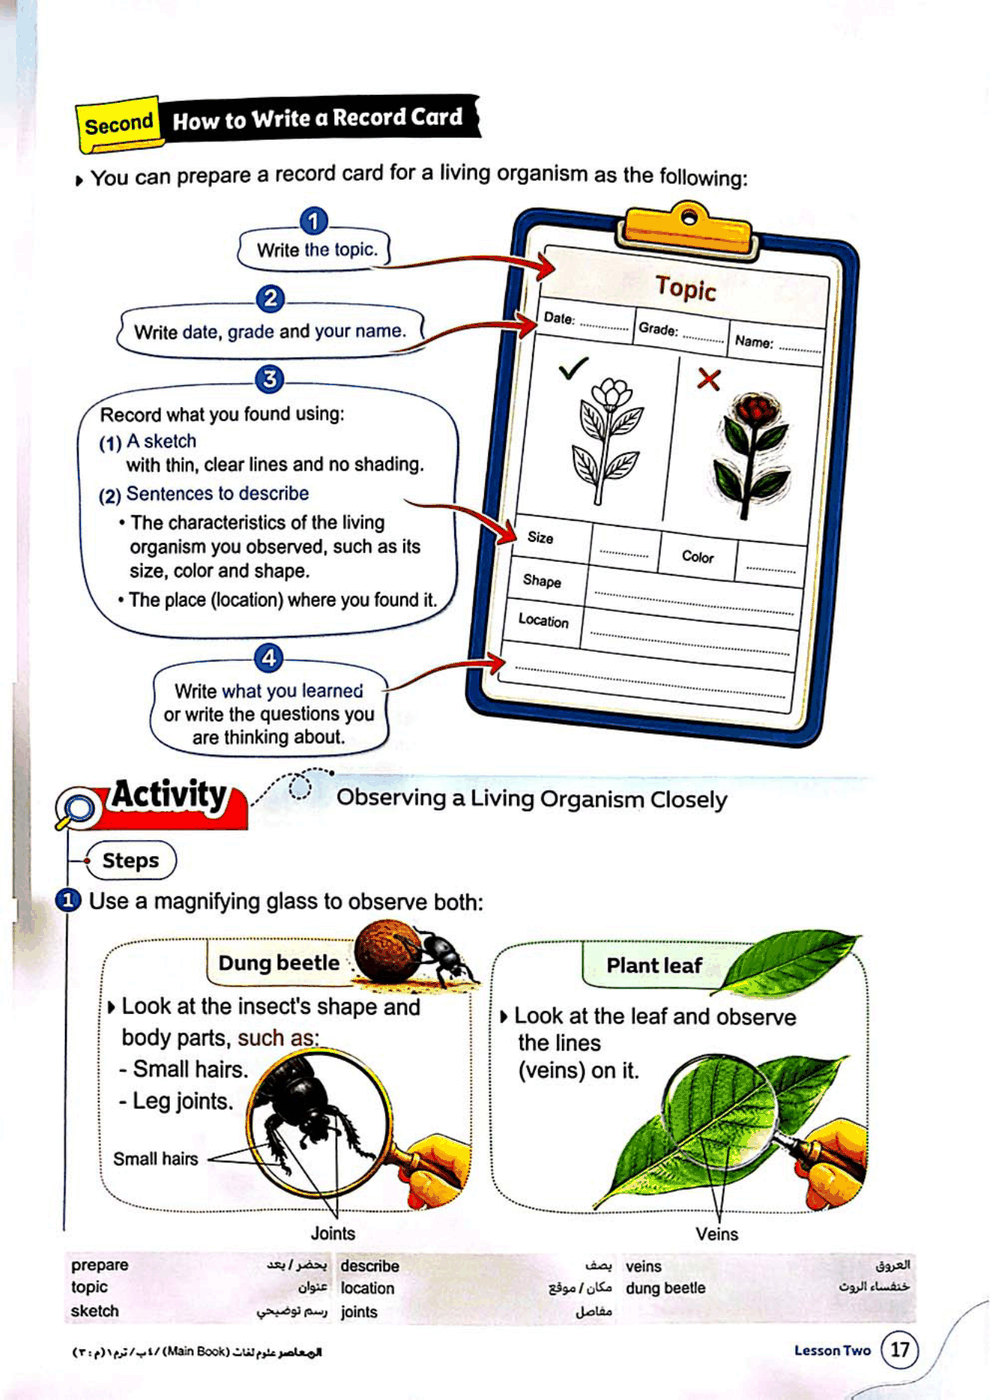 Second How to Write a Record Card
You can prepare a record card for a living organism as the following:
1
Write the topic.
2
Write date, grade and your name.
3
Record what you found using:
(1) A sketch
with thin, clear lines and no shading.
(2) Sentences to describe
• The characteristics of the living
organism you observed, such as its
size, color and shape.
• The place (location) where you found it.
4
Write what you learned
or write the questions you
are thinking about.
Topic
Date: ............ Grade: ............ Name: ............
Size ............ Color ............
Shape ............
Location ............
Activity Observing a Living Organism Closely
Steps
1 Use a magnifying glass to observe both:
Dung beetle
Look at the insect's shape and
body parts, such as:
- Small hairs.
- Leg joints.
Small hairs
Joints
Plant leaf
Look at the leaf and observe
the lines
(veins) on it.
Veins
prepare يحضر / يعد describe يصف veins العروق
topic عنوان location مكان / موقع dung beetle خنفساء الروث
sketch رسم توضيحي joints مفاصل
المعاصر علوم لغات (Main Book) / ٤ب / ترم١ (م : ٣)
Lesson Two 17